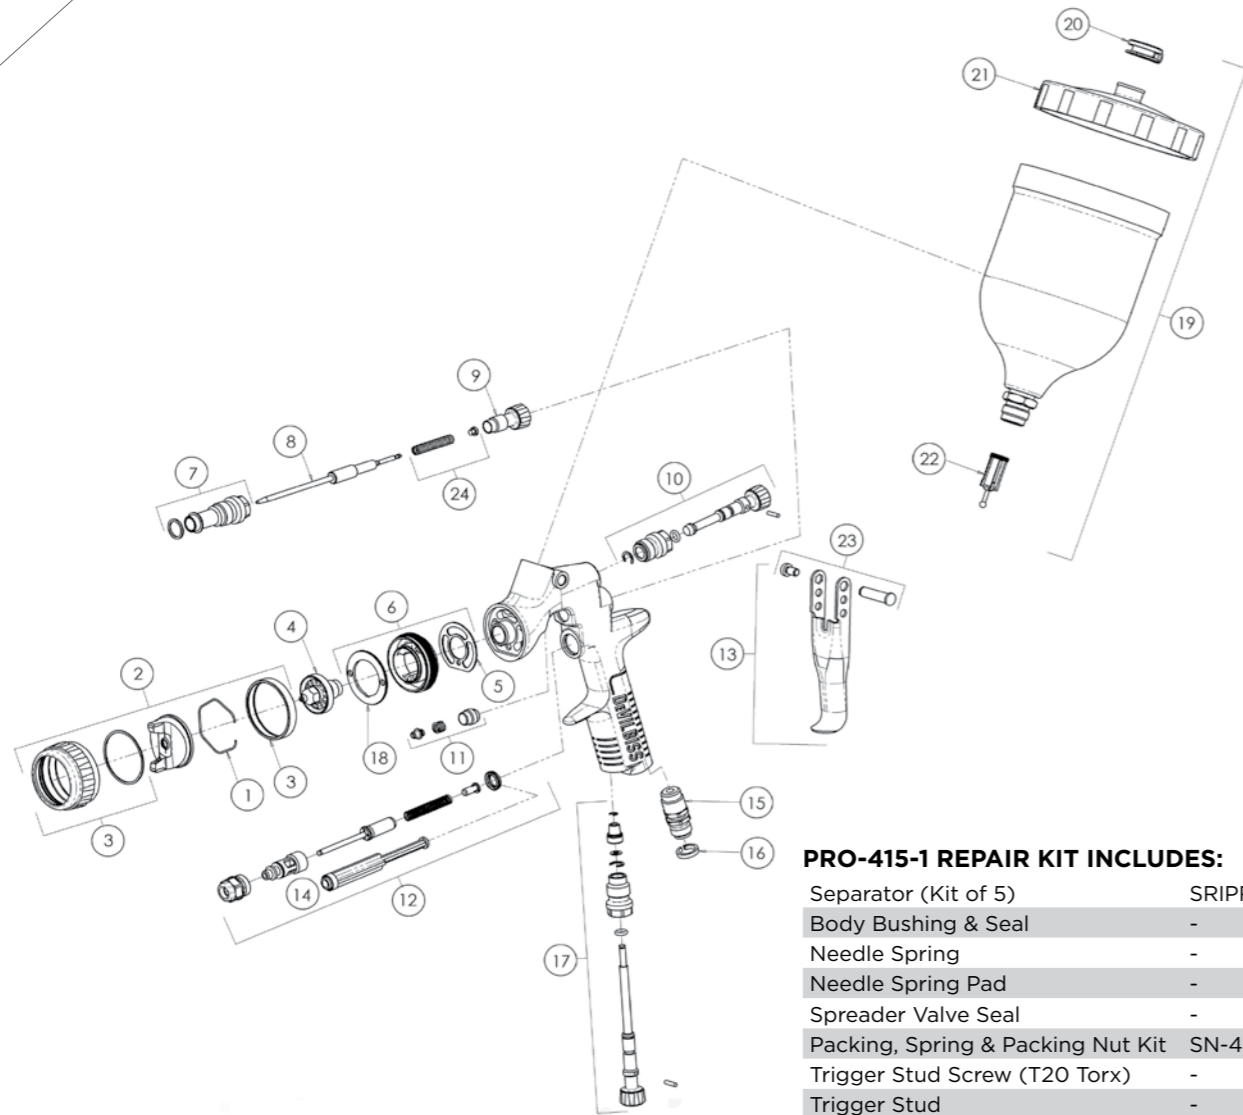 20
21
19
9
8
7
24
22
10
23
6
4
2
5
13
18
11
3
1
3
15
16
14
12
17
DEVILBISS
PRO-415-1 REPAIR KIT INCLUDES:
Separator (Kit of 5)
Body Bushing & Seal -
Needle Spring -
Needle Spring Pad -
Spreader Valve Seal -
Packing, Spring & Packing Nut Kit SN-4
Trigger Stud Screw (T20 Torx) -
Trigger Stud -